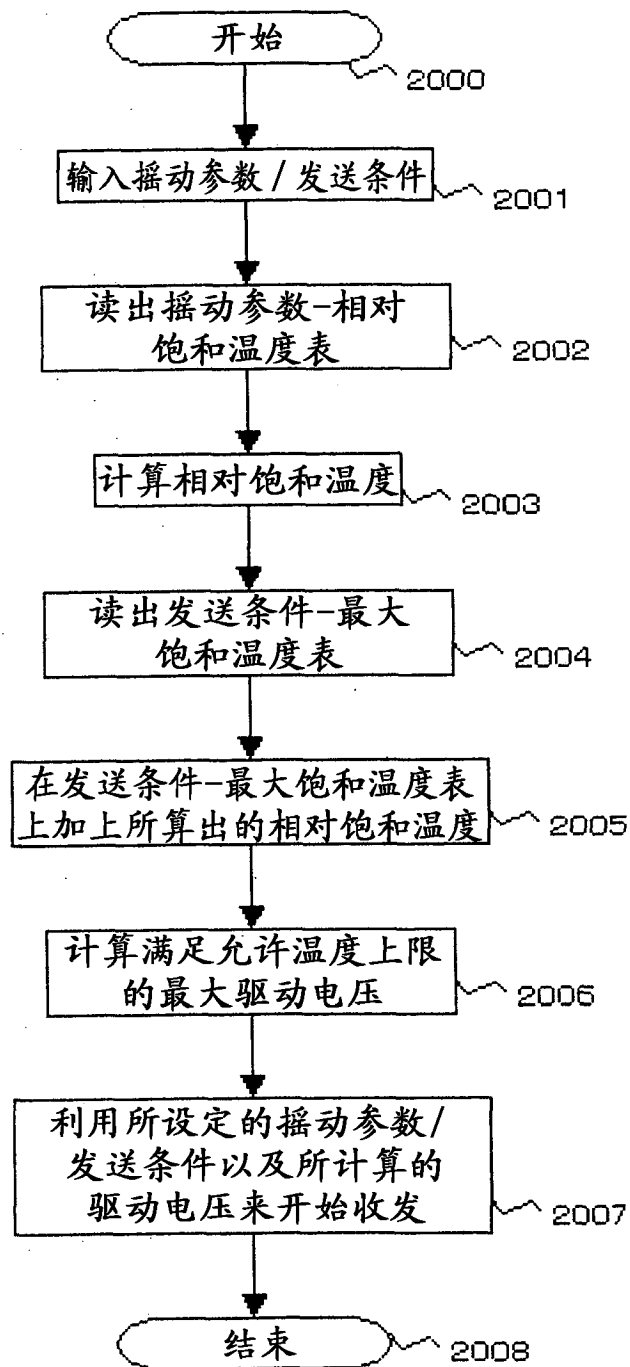 开始
2000
输入摇动参数/发送条件
2001
读出摇动参数-相对
饱和温度表
2002
计算相对饱和温度
2003
读出发送条件-最大
饱和温度表
2004
在发送条件-最大饱和温度表
上加上所算出的相对饱和温度
2005
计算满足允许温度上限
的最大驱动电压
2006
利用所设定的摇动参数/
发送条件以及所计算的
驱动电压来开始收发
2007
结束
2008